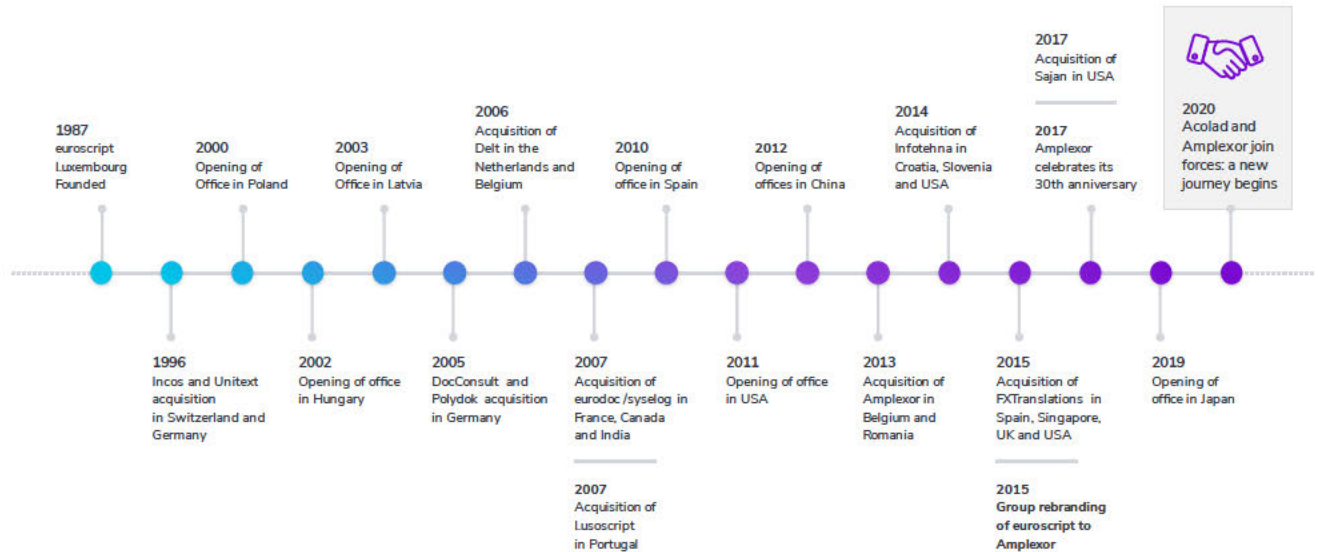 1987
euroscript
Luxembourg
Founded
1996
Incos and Unitext
acquisition
in Switzerland and
Germany
2000
Opening of
Office in Poland
2002
Opening of office
in Hungary
2003
Opening of
Office in Latvia
2005
DocConsult and
Polydok acquisition
in Germany
2006
Acquisition of
Delt in the
Netherlands and
Belgium
2007
Acquisition of
eurodoc /syselog in
France, Canada
and India
2007
Acquisition of
Lusoscript
in Portugal
2010
Opening of
office in Spain
2011
Opening of office
in USA
2012
Opening of
offices in China
2013
Acquisition of
Amplexor in
Belgium and
Romania
2014
Acquisition of
Infotehna in
Croatia, Slovenia
and USA
2015
Acquisition of
FXTranslations in
Spain, Singapore,
UK and USA
2015
Group rebranding
of euroscript to
Amplexor
2017
Acquisition of
Sajan in USA
2017
Amplexor
celebrates its
30th anniversary
2019
Opening of
office in Japan
2020
Acolad and
Amplexor join
forces: a new
journey begins